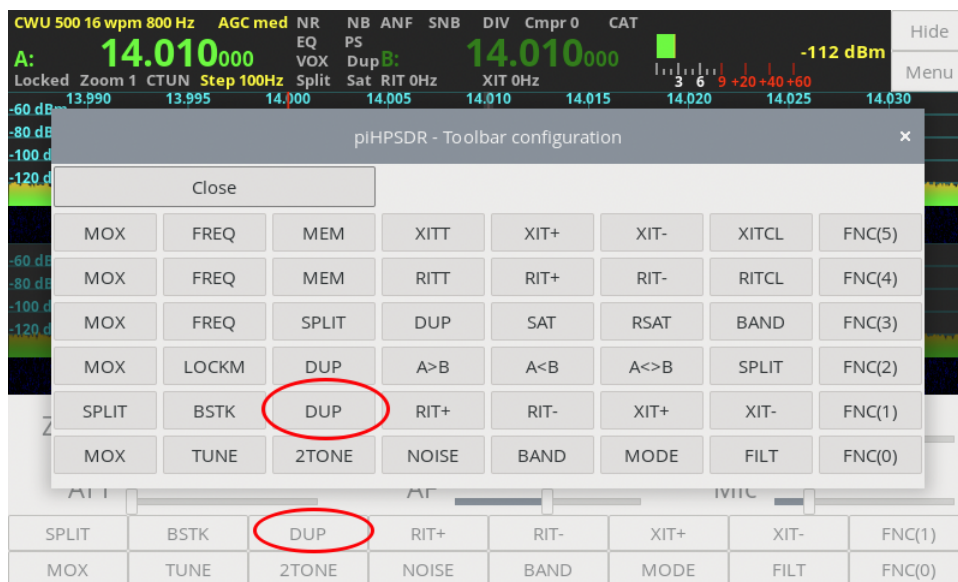 CWU 500 16 wpm 800 Hz AGC med NR NB ANF SNB DIV Cmpr 0 CAT
Hide
EQ PS
A: 14.010000 VOX Dup B: 14.010000 -112 dBm
Locked Zoom 1 CTUN Step 100Hz Split Sat RIT 0Hz XIT 0Hz 3 6 9 +20 +40 +60
Menu
13.990 13.995 14.000 14.005 14.010 14.015 14.020 14.025 14.030
-60 dBm
-80 dB
-100 d
-120 d
piHPSDR - Toolbar configuration ×
Close
MOX FREQ MEM XITT XIT+ XIT- XITCL FNC(5)
-60 dB
MOX FREQ MEM RITT RIT+ RIT- RITCL FNC(4)
-80 dB
-100 d
MOX FREQ SPLIT DUP SAT RSAT BAND FNC(3)
-120 d
MOX LOCKM DUP A>B A<B A<>B SPLIT FNC(2)
SPLIT BSTK DUP RIT+ RIT- XIT+ XIT- FNC(1)
MOX TUNE 2TONE NOISE BAND MODE FILT FNC(0)
ATT AF MIC
SPLIT BSTK DUP RIT+ RIT- XIT+ XIT- FNC(1)
MOX TUNE 2TONE NOISE BAND MODE FILT FNC(0)